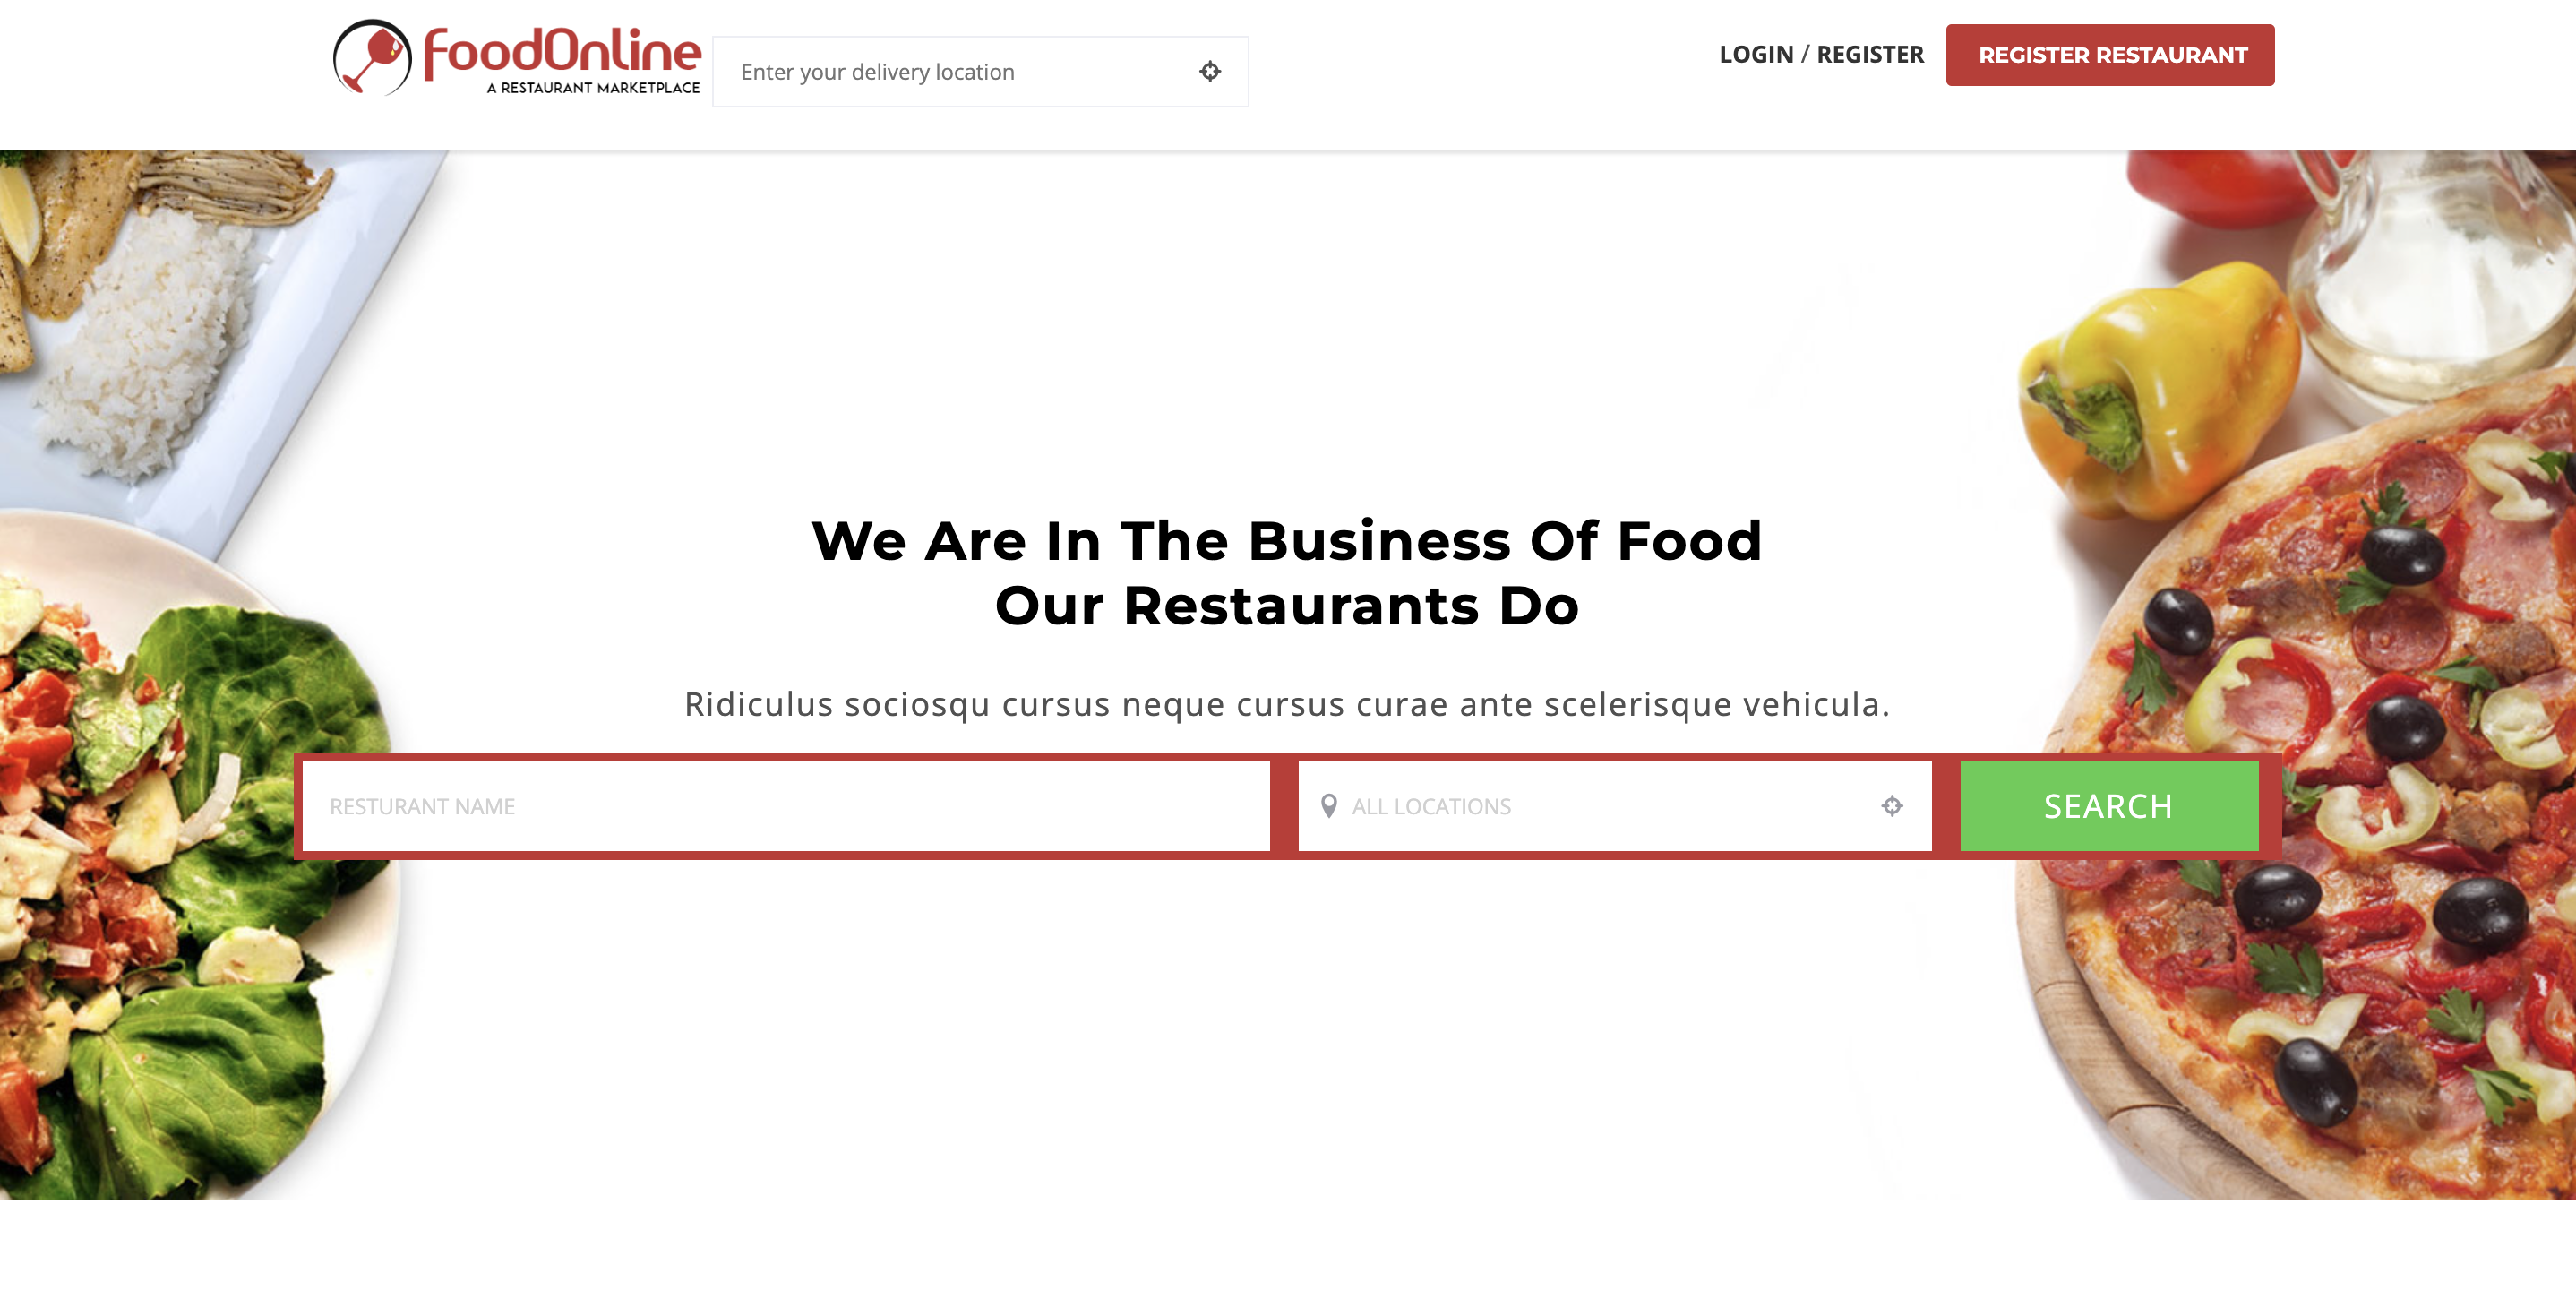 foodOnline
A RESTAURANT MARKETPLACE
Enter your delivery location
LOGIN / REGISTER
REGISTER RESTAURANT
We Are In The Business Of Food
Our Restaurants Do
Ridiculus sociosqu cursus neque cursus curae ante scelerisque vehicula.
RESTURANT NAME
ALL LOCATIONS
SEARCH